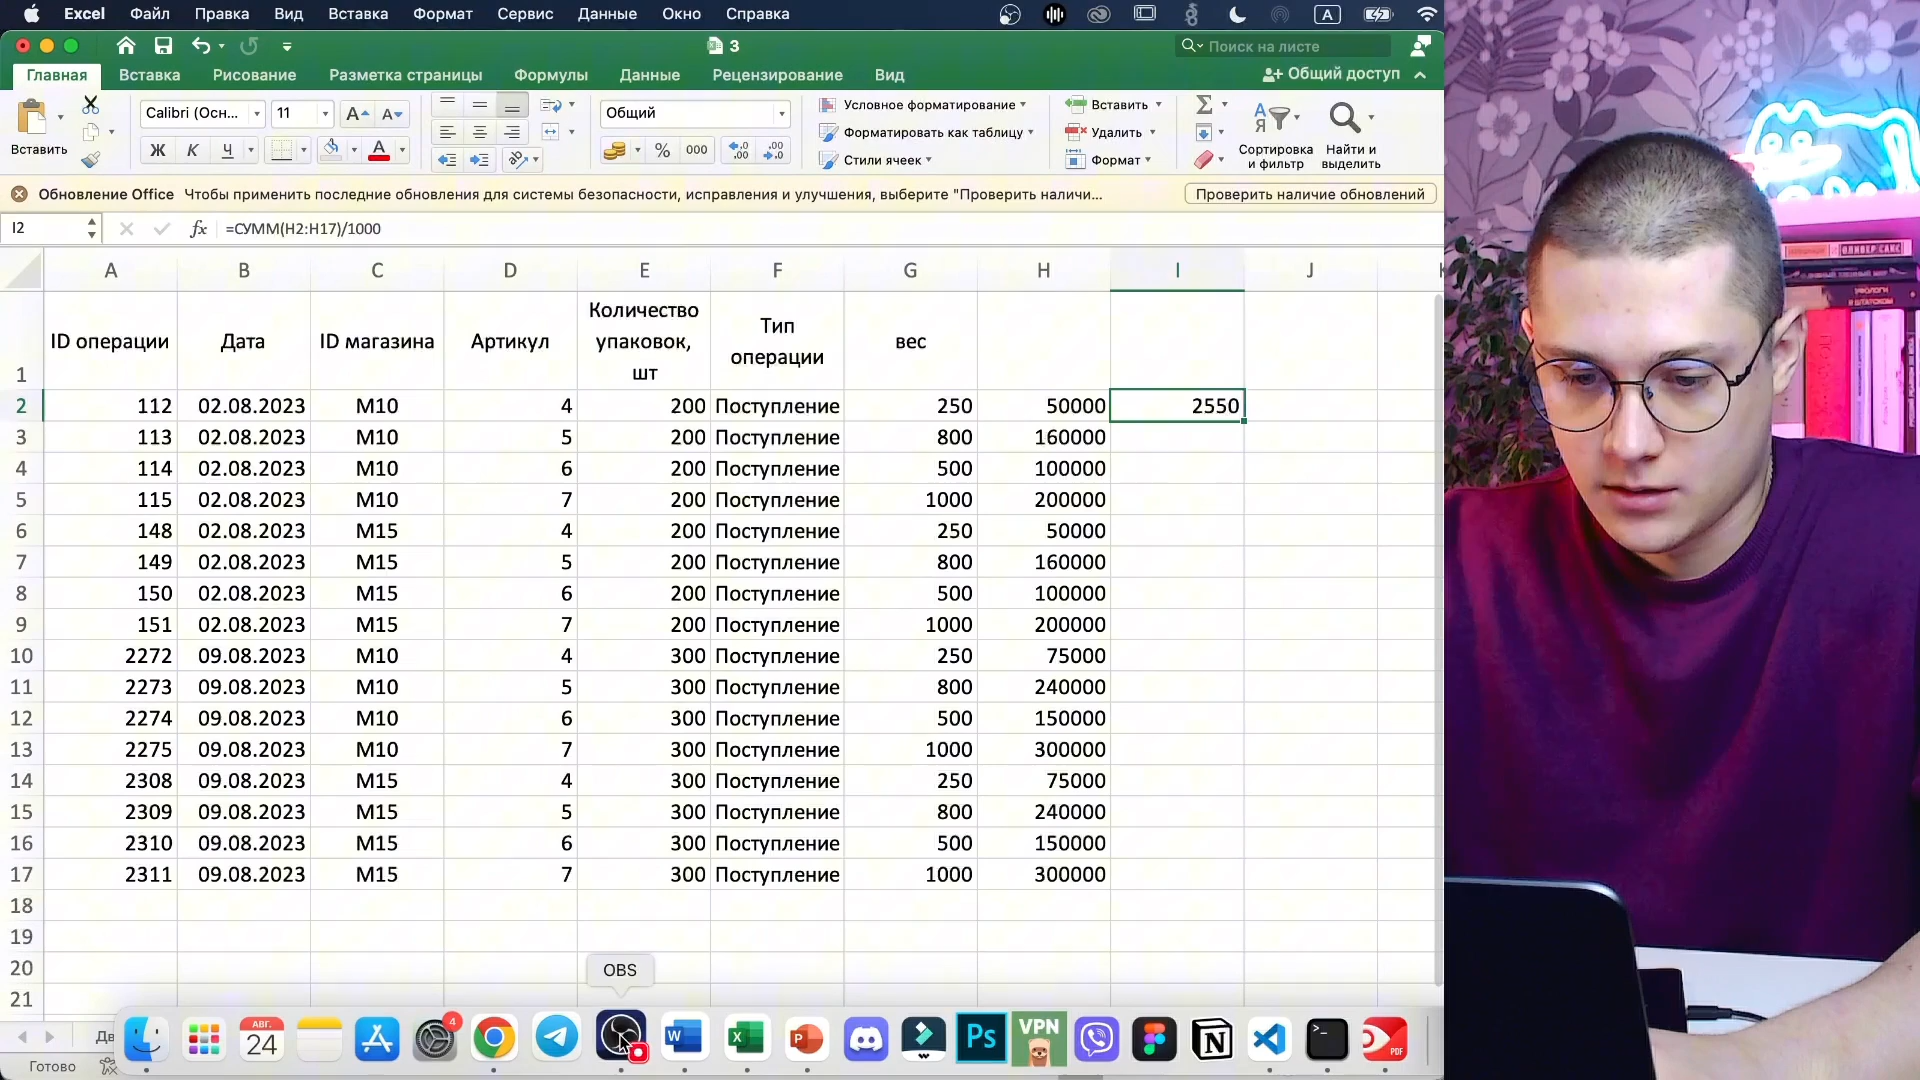 Excel Файл Правка Вид Вставка Формат Сервис Данные Окно Справка A
3
Поиск на листе
Главная Вставка Рисование Разметка страницы Формулы Данные Рецензирование Вид
Общий доступ
Вставить
Calibri (Осн... 11
Ж К Ч
Общий
% 000
Условное форматирование
Форматировать как таблицу
Стили ячеек
Вставить
Удалить
Формат
Сортировка и фильтр
Найти и выделить
Обновление Office Чтобы применить последние обновления для системы безопасности, исправления и улучшения, выберите "Проверить наличи... Проверить наличие обновлений
I2 fx =СУММ(H2:H17)/1000
A B C D E F G H I J K
1 ID операции Дата ID магазина Артикул Количество упаковок, шт Тип операции вес
2 112 02.08.2023 M10 4 200 Поступление 250 50000 2550
3 113 02.08.2023 M10 5 200 Поступление 800 160000
4 114 02.08.2023 M10 6 200 Поступление 500 100000
5 115 02.08.2023 M10 7 200 Поступление 1000 200000
6 148 02.08.2023 M15 4 200 Поступление 250 50000
7 149 02.08.2023 M15 5 200 Поступление 800 160000
8 150 02.08.2023 M15 6 200 Поступление 500 100000
9 151 02.08.2023 M15 7 200 Поступление 1000 200000
10 2272 09.08.2023 M10 4 300 Поступление 250 75000
11 2273 09.08.2023 M10 5 300 Поступление 800 240000
12 2274 09.08.2023 M10 6 300 Поступление 500 150000
13 2275 09.08.2023 M10 7 300 Поступление 1000 300000
14 2308 09.08.2023 M15 4 300 Поступление 250 75000
15 2309 09.08.2023 M15 5 300 Поступление 800 240000
16 2310 09.08.2023 M15 6 300 Поступление 500 150000
17 2311 09.08.2023 M15 7 300 Поступление 1000 300000
18
19
20
21
OBS
Дв
АВГ. 24
4
W X P Ps VPN N PDF
Готово
ОЛИВЕР САКС